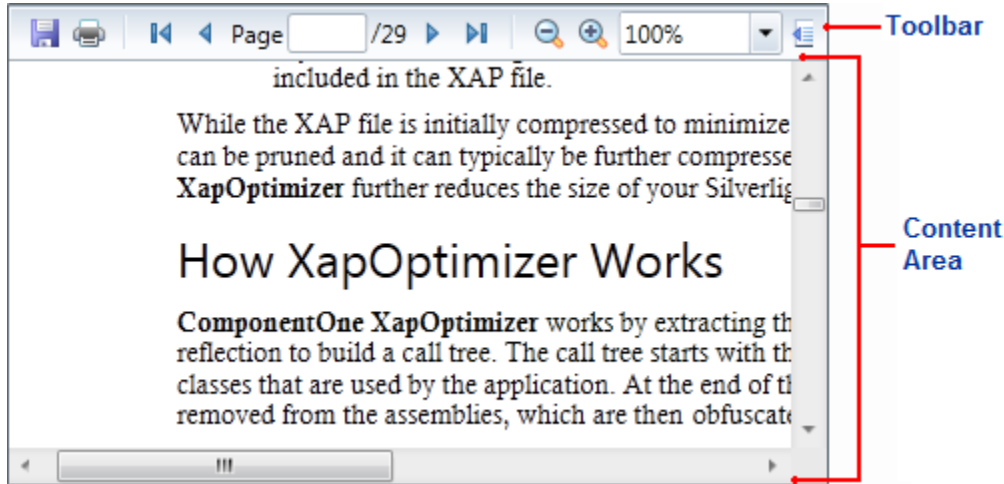 Page /29 100% Toolbar
included in the XAP file.
While the XAP file is initially compressed to minimize
can be pruned and it can typically be further compresse
XapOptimizer further reduces the size of your Silverlig
Content
Area
How XapOptimizer Works
ComponentOne XapOptimizer works by extracting th
reflection to build a call tree. The call tree starts with th
classes that are used by the application. At the end of th
removed from the assemblies, which are then obfuscate